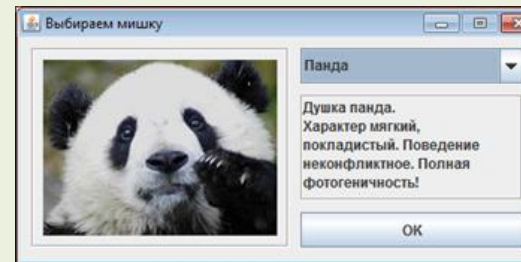 Выбираем мишку
Панда
Душка панда.
Характер мягкий,
покладистый. Поведение
неконфликтное. Полная
фотогеничность!
OK